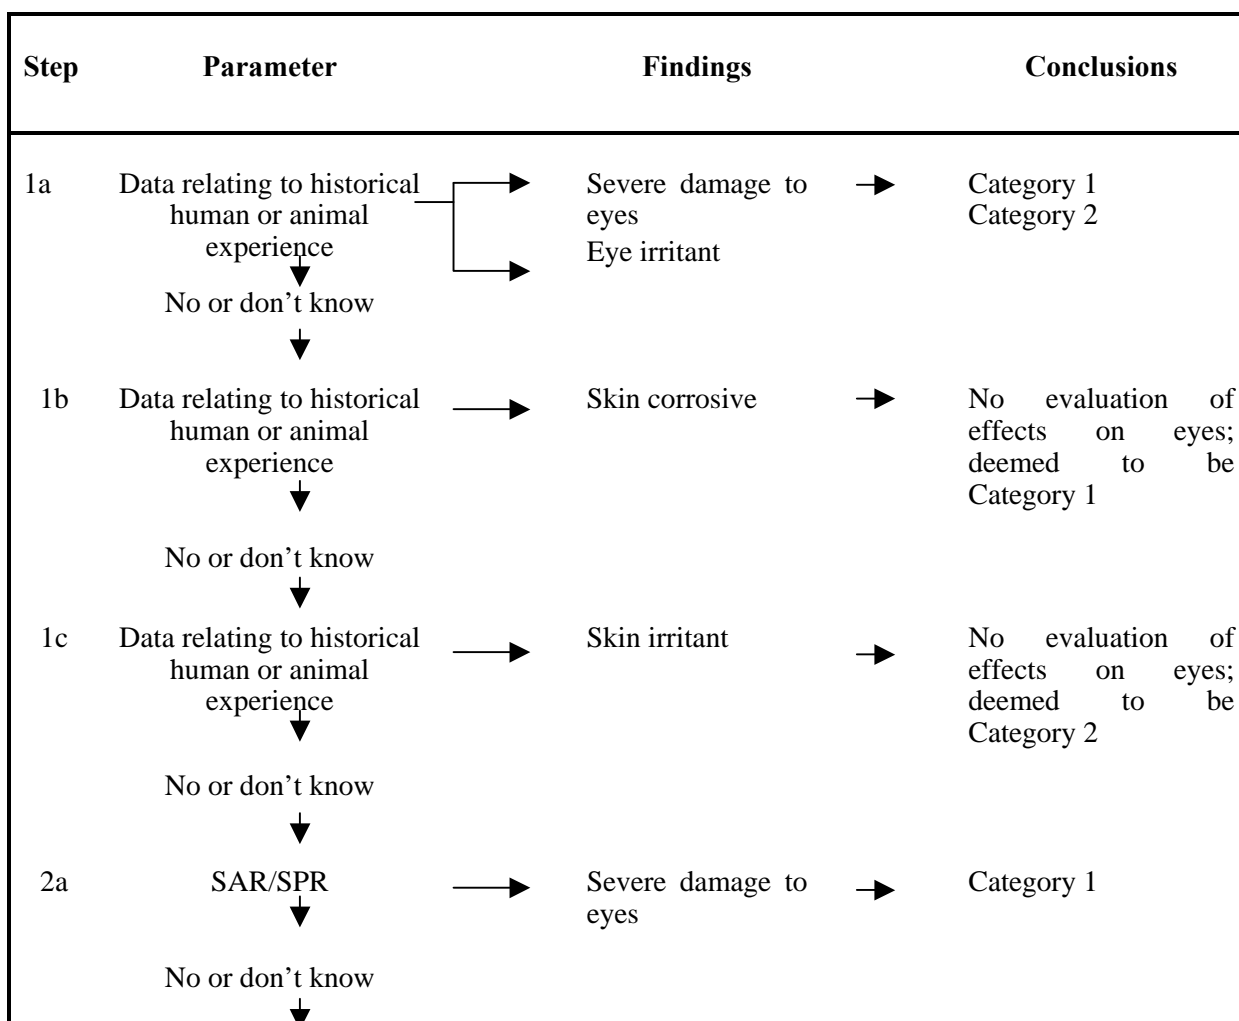 Step Parameter Findings Conclusions
1a Data relating to historical Severe damage to Category 1
human or animal eyes Category 2
experience Eye irritant
No or don’t know
1b Data relating to historical Skin corrosive No evaluation of
human or animal effects on eyes;
experience deemed to be
Category 1
No or don’t know
1c Data relating to historical Skin irritant No evaluation of
human or animal effects on eyes;
experience deemed to be
Category 2
No or don’t know
2a SAR/SPR Severe damage to Category 1
eyes
No or don’t know